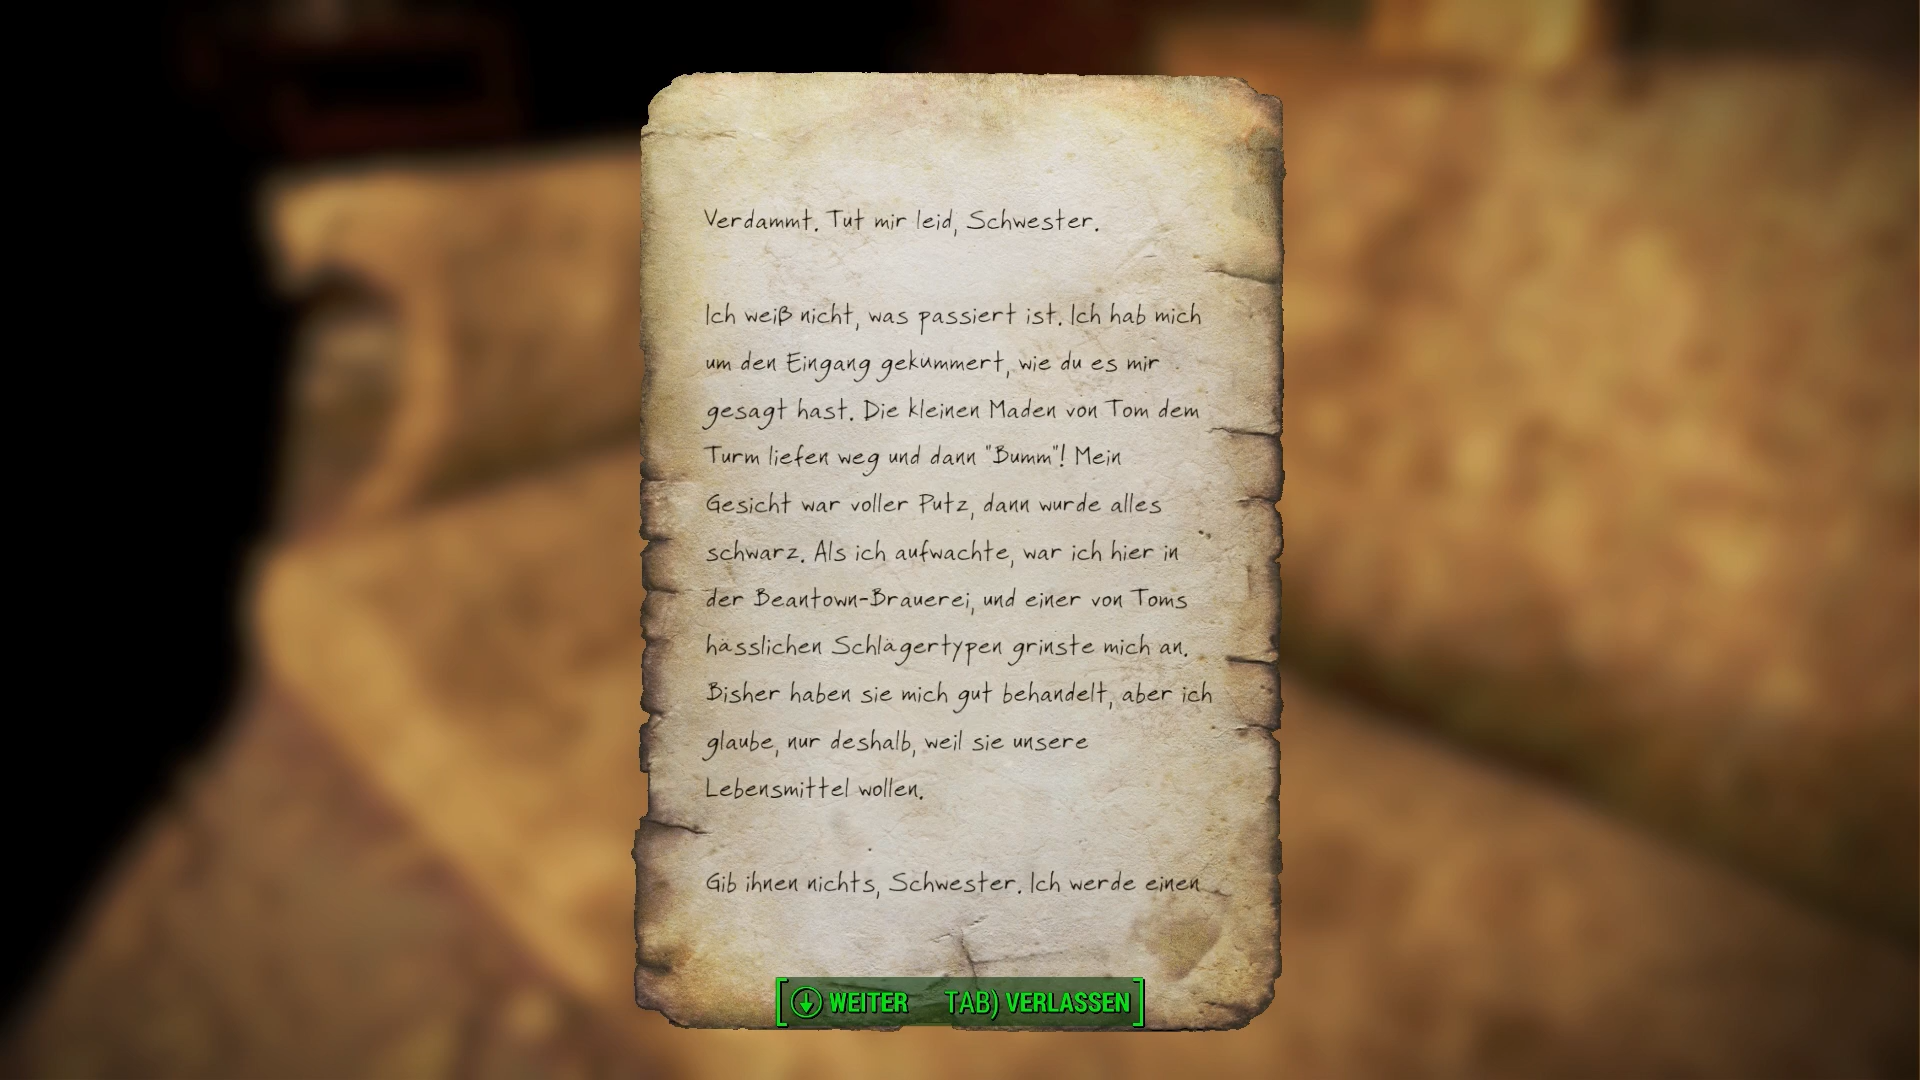 Verdammt. Tut mir leid, Schwester.
Ich weiß nicht, was passiert ist. Ich hab mich
um den Eingang gekümmert, wie du es mir
gesagt hast. Die kleinen Maden von Tom dem
Turm liefen weg und dann "Bumm"! Mein
Gesicht war voller Putz, dann wurde alles
schwarz. Als ich aufwachte, war ich hier in
der Beantown-Brauerei, und einer von Toms
hässlichen Schlägertypen grinste mich an.
Bisher haben sie mich gut behandelt, aber ich
glaube, nur deshalb, weil sie unsere
Lebensmittel wollen.
Gib ihnen nichts, Schwester. Ich werde einen
WEITER TAB) VERLASSEN